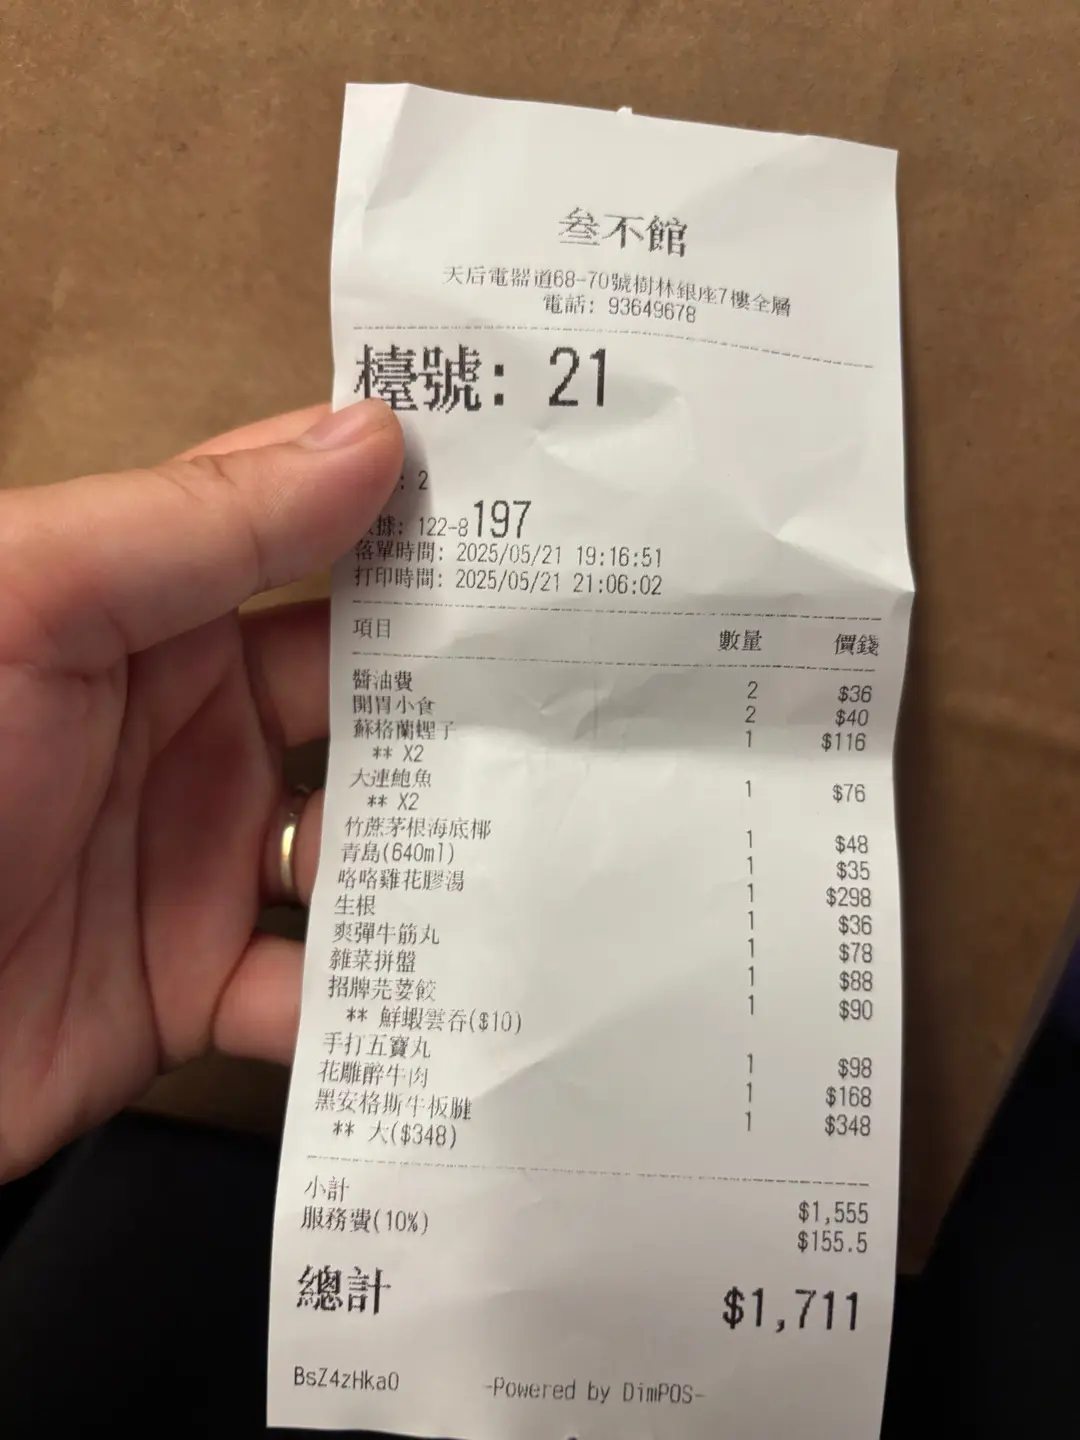 叁不館
天后電器道68-70號樹林銀座7樓全層
電話: 93649678
檯號: 21
: 2
據: 122-8197
落單時間: 2025/05/21 19:16:51
打印時間: 2025/05/21 21:06:02
項目 數量 價錢
醬油費 2 $36
開胃小食 2 $40
蘇格蘭蟶子 1 $116
** X2
大連鮑魚 1 $76
** X2
竹蔗茅根海底椰 1 $48
青島(640ml) 1 $35
咯咯雞花膠湯 1 $298
生根 1 $36
爽彈牛筋丸 1 $78
雜菜拼盤 1 $88
招牌芫荽餃 1 $90
** 鮮蝦雲吞($10)
手打五寶丸 1 $98
花雕醉牛肉 1 $168
黑安格斯牛板腱 1 $348
** 大($348)
小計 $1,555
服務費(10%) $155.5
總計 $1,711
BsZ4zHkaO -Powered by DimPOS-